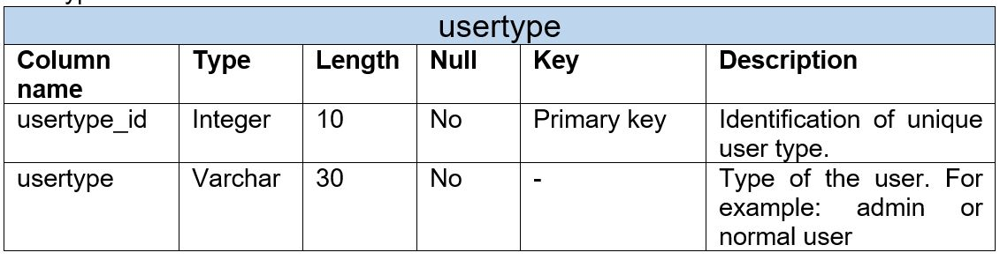 usertype
Column name Type Length Null Key Description
usertype_id Integer 10 No Primary key Identification of unique user type.
usertype Varchar 30 No - Type of the user. For example: admin or normal user